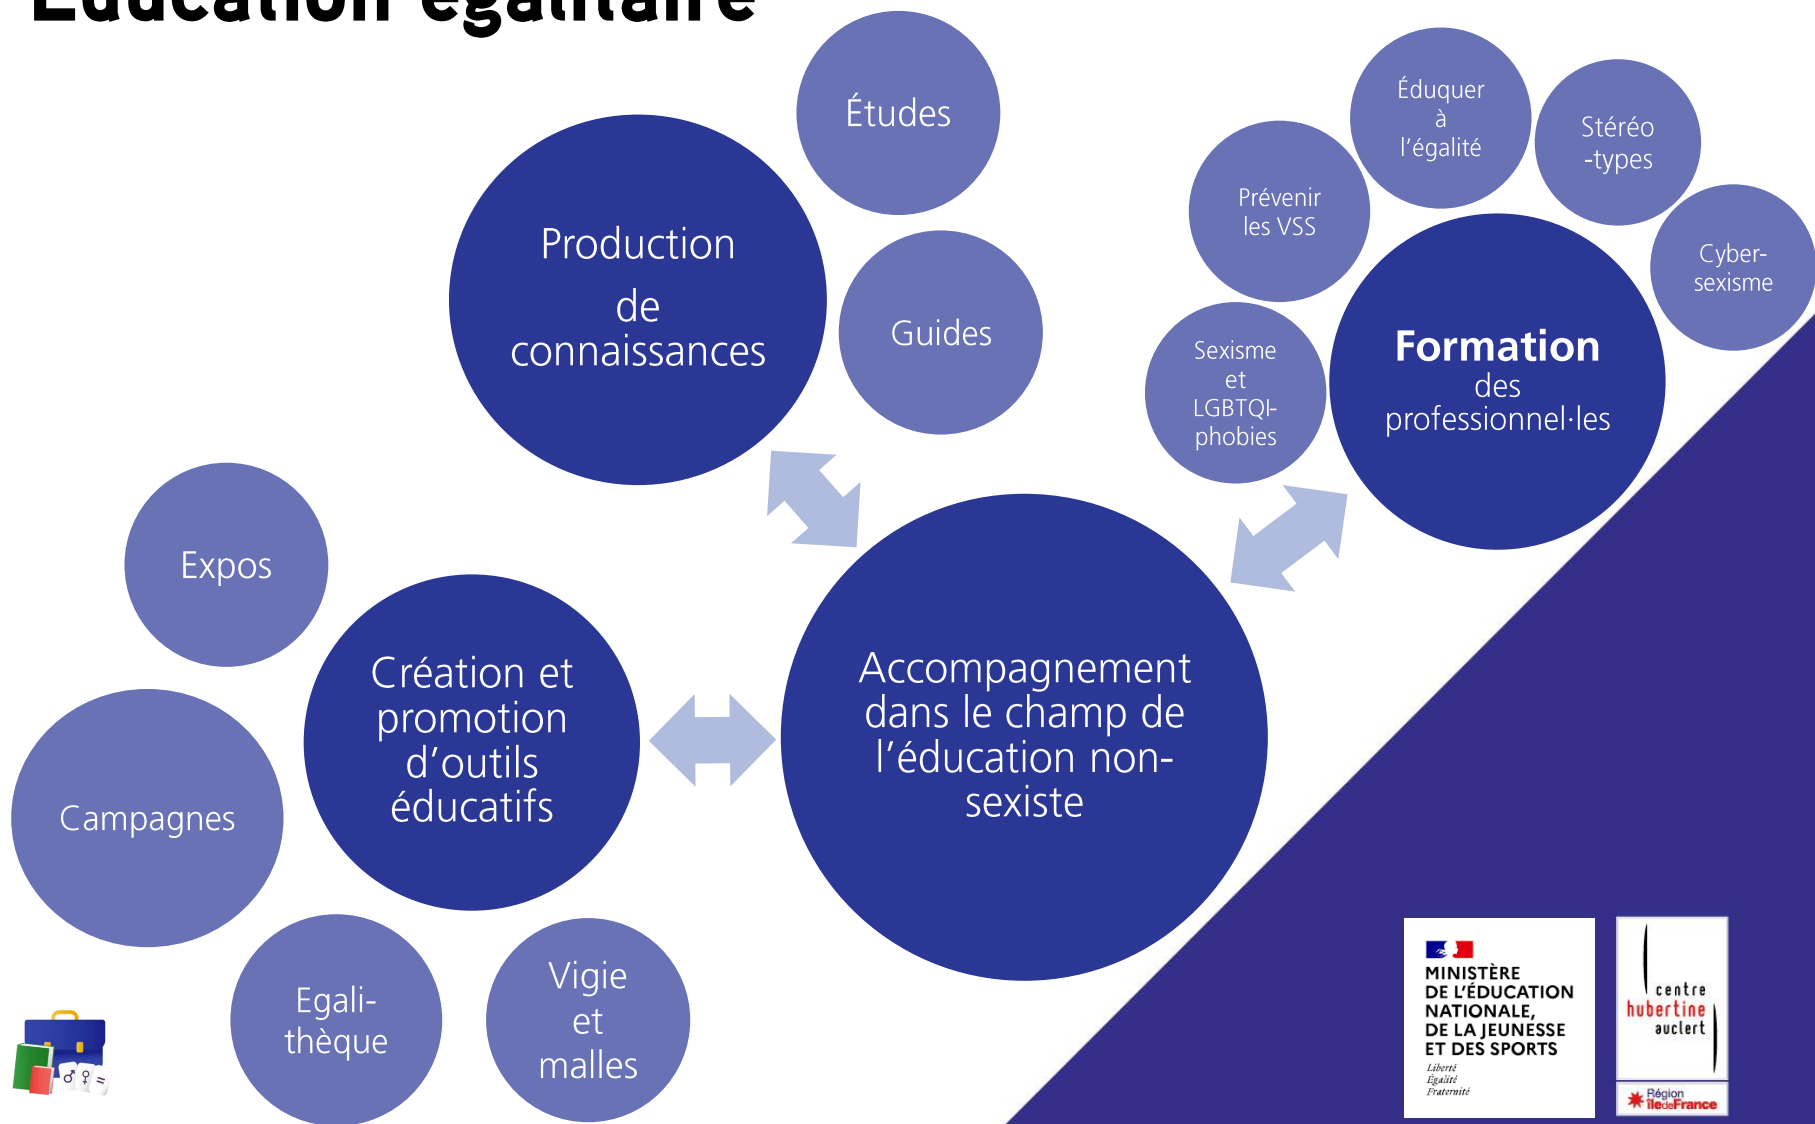 Éducation égalitaire
Études
Production
de
connaissances
Guides
Éduquer
à
l'égalité
Stéréo
-types
Prévenir
les VSS
Cyber-
sexisme
Sexisme
et
LGBTQI-
phobies
Formation
des
professionnel·les
Expos
Création et
promotion
d'outils
éducatifs
Campagnes
Egali-
thèque
Vigie
et
malles
Accompagnement
dans le champ de
l'éducation non-
sexiste
MINISTÈRE
DE L'ÉDUCATION
NATIONALE,
DE LA JEUNESSE
ET DES SPORTS
Liberté
Égalité
Fraternité
centre
hubertine
auclert
Région
îledeFrance